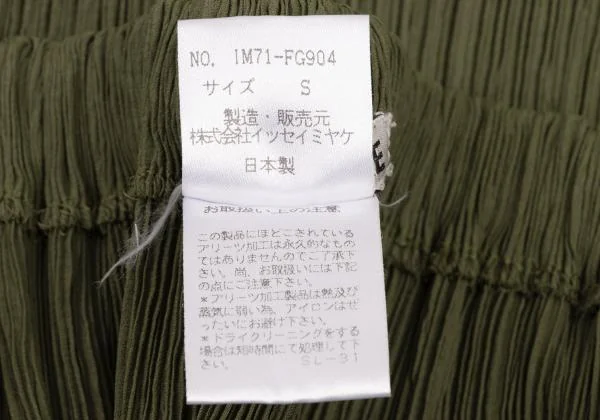 NO. IM71-FG904
サイズ S
製造・販売元
株式会社イッセイミヤケ
日本製
E
お取扱い上の注意
この製品にほどこされている
プリーツ加工は永久的なもの
ではありませんのでご了承下
さい。尚、お取扱いには下記
の点にご注意下さい。
*プリーツ加工製品は熱及び
蒸気に弱い為、アイロンはぜ
ったいにお避け下さい。
*ドライクリーニングをする
場合は短時間にて処理して下
さい。 SL-31